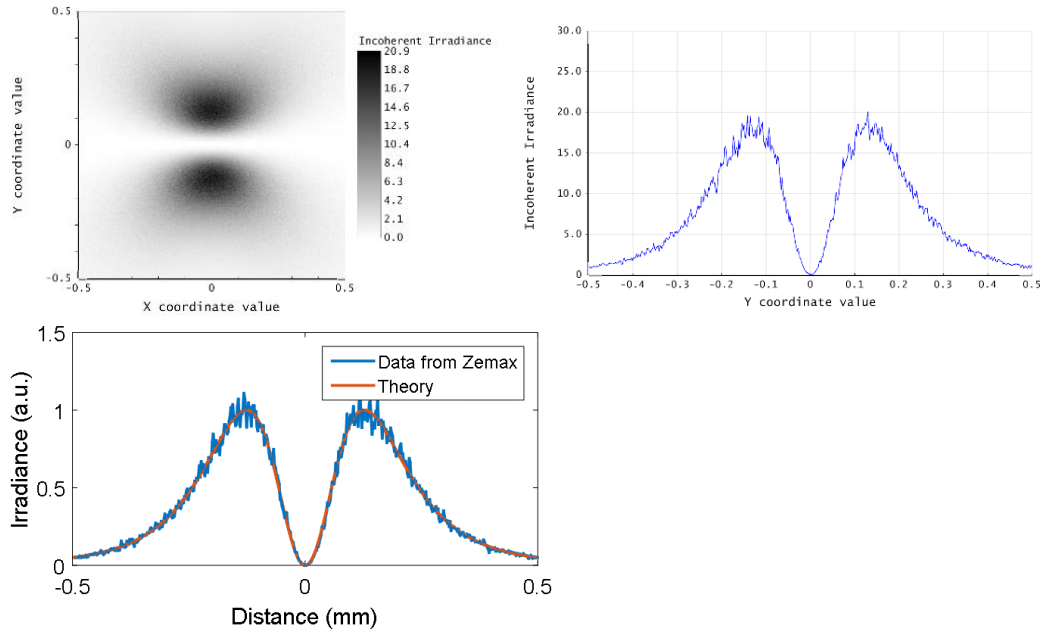 0.5
0
-0.5
Y coordinate value
-0.5
0
0.5
X coordinate value
Incoherent Irradiance
20.9
18.8
16.7
14.6
12.5
10.4
8.4
6.3
4.2
2.1
0.0
30.0
25.0
20.0
15.0
10.0
5.0
0
Incoherent Irradiance
-0.5 -0.4 -0.3 -0.2 -0.1 0.0 0.1 0.2 0.3 0.4 0.5
Y coordinate value
1.5
1
0.5
0
Irradiance (a.u.)
Data from Zemax
Theory
-0.5 0 0.5
Distance (mm)